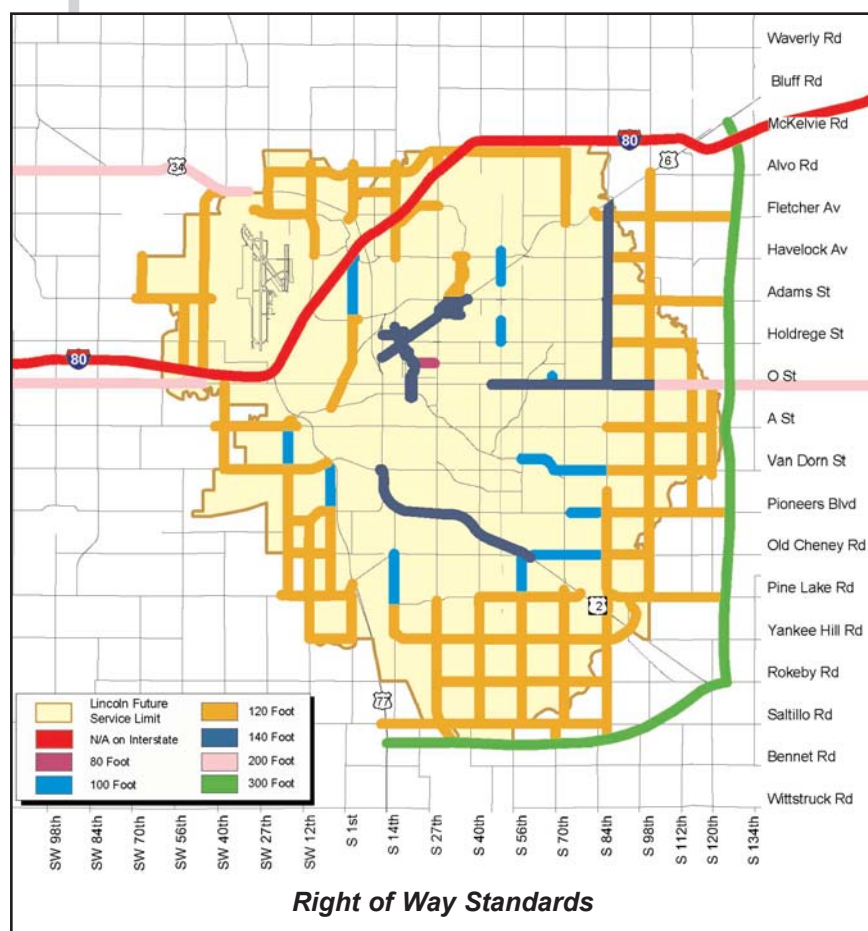 Waverly Rd
Bluff Rd
McKelvie Rd
80
6
34
Alvo Rd
Fletcher Av
Havelock Av
Adams St
Holdrege St
80
O St
A St
Van Dorn St
Pioneers Blvd
Old Cheney Rd
Pine Lake Rd
2
Yankee Hill Rd
Rokeby Rd
77
Saltillo Rd
Bennet Rd
Wittstruck Rd
Lincoln Future
Service Limit
N/A on Interstate
80 Foot
100 Foot
120 Foot
140 Foot
200 Foot
300 Foot
SW 98th
SW 84th
SW 70th
SW 56th
SW 40th
SW 27th
SW 12th
S 1st
S 14th
S 27th
S 40th
S 56th
S 70th
S 84th
S 98th
S 112th
S 120th
S 134th
Right of Way Standards